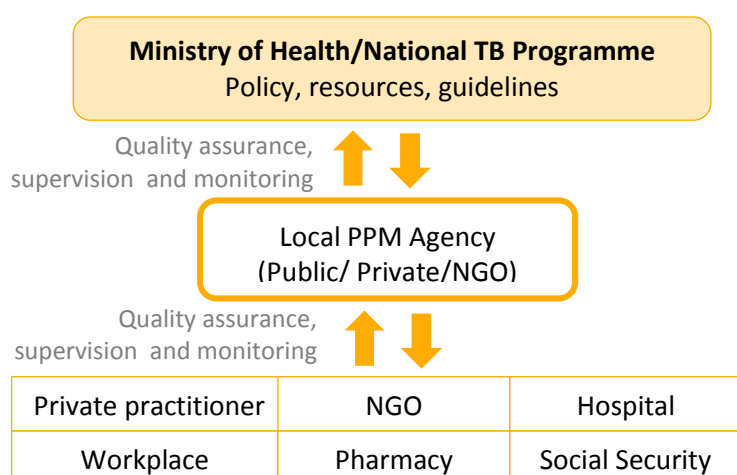 Ministry of Health/National TB Programme
Policy, resources, guidelines
Quality assurance,
supervision and monitoring
Local PPM Agency
(Public/ Private/NGO)
Quality assurance,
supervision and monitoring
Private practitioner NGO Hospital
Workplace Pharmacy Social Security